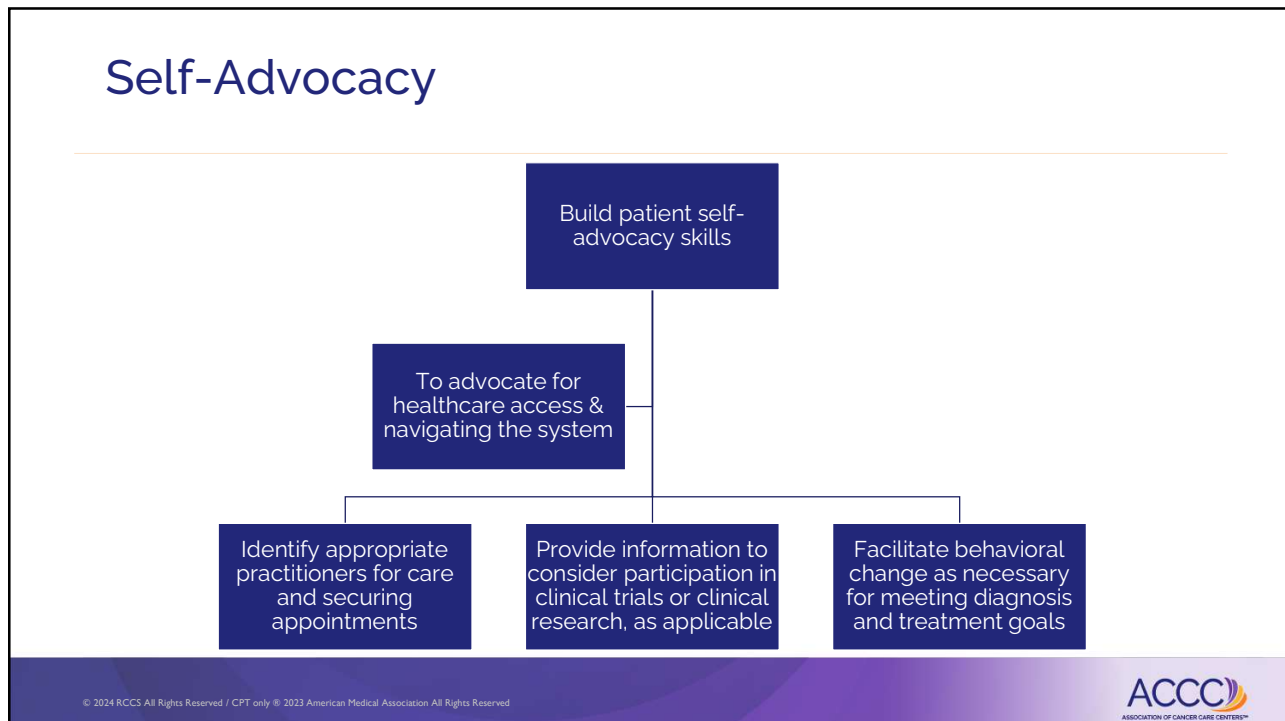 Self-Advocacy
Build patient self-
advocacy skills
To advocate for
healthcare access &
navigating the system
Identify appropriate
practitioners for care
and securing
appointments
Provide information to
consider participation in
clinical trials or clinical
research, as applicable
Facilitate behavioral
change as necessary
for meeting diagnosis
and treatment goals
© 2024 RCCS All Rights Reserved / CPT only ® 2023 American Medical Association All Rights Reserved
ACCC
ASSOCIATION OF CANCER CARE CENTERS™